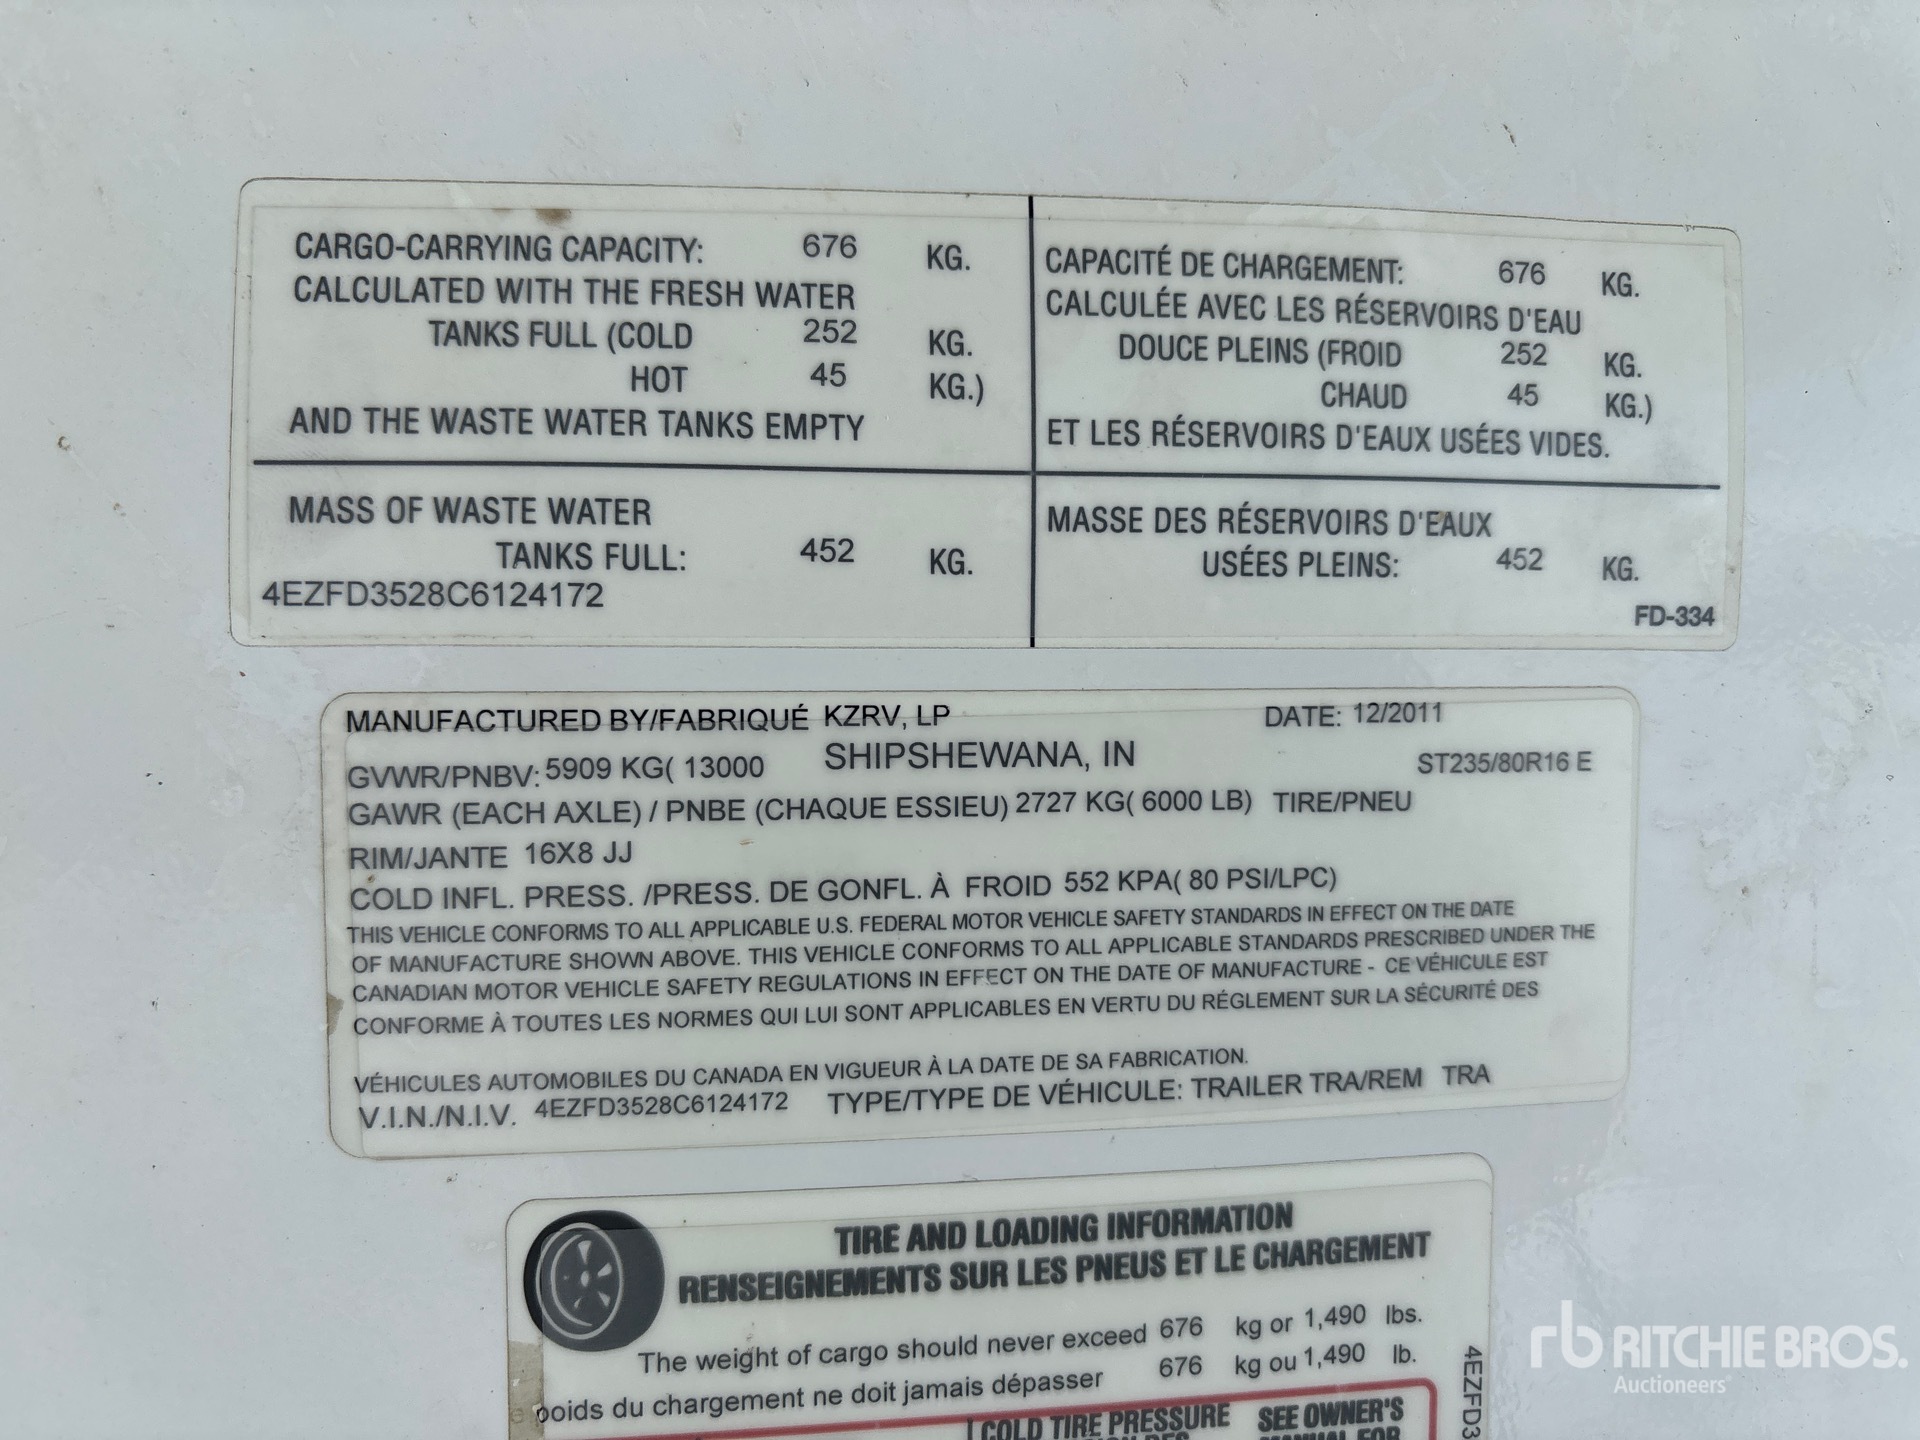 CARGO-CARRYING CAPACITY: 676 KG.
CALCULATED WITH THE FRESH WATER
TANKS FULL (COLD 252 KG.
HOT 45 KG.)
AND THE WASTE WATER TANKS EMPTY
CAPACITÉ DE CHARGEMENT: 676 KG.
CALCULÉE AVEC LES RÉSERVOIRS D'EAU
DOUCE PLEINS (FROID 252 KG.
CHAUD 45 KG.)
ET LES RÉSERVOIRS D'EAUX USÉES VIDES.
MASS OF WASTE WATER
TANKS FULL: 452 KG.
4EZFD3528C6124172
MASSE DES RÉSERVOIRS D'EAUX
USÉES PLEINS: 452 KG.
FD-334
MANUFACTURED BY/FABRIQUÉ KZRV, LP DATE: 12/2011
SHIPSHEWANA, IN
GVWR/PNBV: 5909 KG( 13000 ST235/80R16 E
GAWR (EACH AXLE) / PNBE (CHAQUE ESSIEU) 2727 KG( 6000 LB) TIRE/PNEU
RIM/JANTE 16X8 JJ
COLD INFL. PRESS. /PRESS. DE GONFL. À FROID 552 KPA( 80 PSI/LPC)
THIS VEHICLE CONFORMS TO ALL APPLICABLE U.S. FEDERAL MOTOR VEHICLE SAFETY STANDARDS IN EFFECT ON THE DATE
OF MANUFACTURE SHOWN ABOVE. THIS VEHICLE CONFORMS TO ALL APPLICABLE STANDARDS PRESCRIBED UNDER THE
CANADIAN MOTOR VEHICLE SAFETY REGULATIONS IN EFFECT ON THE DATE OF MANUFACTURE - CE VÉHICULE EST
CONFORME À TOUTES LES NORMES QUI LUI SONT APPLICABLES EN VERTU DU RÉGLEMENT SUR LA SÉCURITÉ DES
VÉHICULES AUTOMOBILES DU CANADA EN VIGUEUR À LA DATE DE SA FABRICATION.
V.I.N./N.I.V. 4EZFD3528C6124172 TYPE/TYPE DE VÉHICULE: TRAILER TRA/REM TRA
TIRE AND LOADING INFORMATION
RENSEIGNEMENTS SUR LES PNEUS ET LE CHARGEMENT
The weight of cargo should never exceed 676 kg or 1,490 lbs.
poids du chargement ne doit jamais dépasser 676 kg ou 1,490 lb.
COLD TIRE PRESSURE SEE OWNER'S
MANUAL FOR
4EZFD3
rb RITCHIE BROS.
Auctioneers